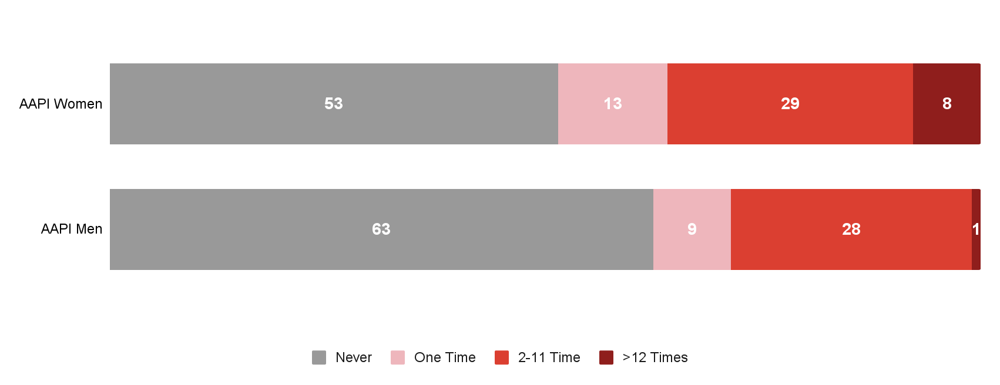 AAPI Women 53 13 29 8
AAPI Men 63 9 28 1
Never One Time 2-11 Time >12 Times